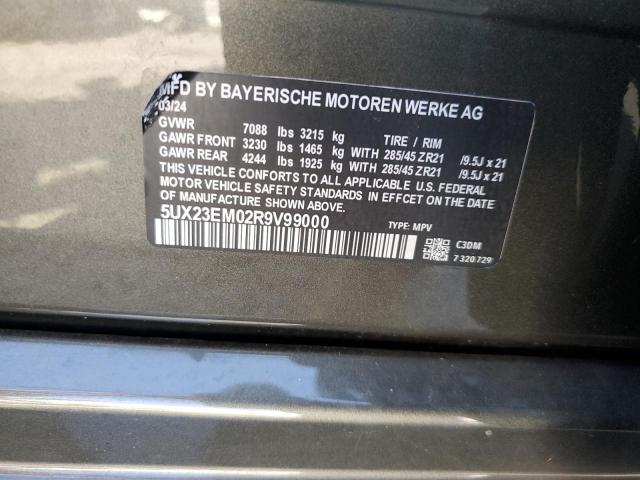 MFD BY BAYERISCHE MOTOREN WERKE AG
03/24
GVWR 7088 lbs 3215 kg TIRE / RIM
GAWR FRONT 3230 lbs 1465 kg WITH 285/45 ZR21 /9.5J x 21
GAWR REAR 4244 lbs 1925 kg WITH 285/45 ZR21 /9.5J x 21
THIS VEHICLE CONFORMS TO ALL APPLICABLE U.S. FEDERAL
MOTOR VEHICLE SAFETY STANDARDS IN EFFCET ON THE DATE
OF MANUFACTURE SHOWN ABOVE.
5UX23EM02R9V99000 TYPE: MPV
C3DM
7 320 729